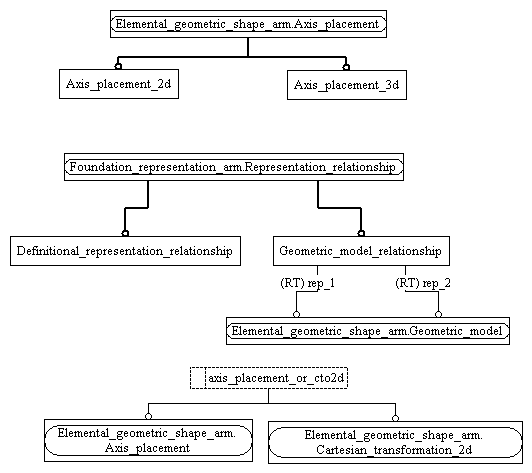 Elemental_geometric_shape_arm.Axis_placement
Axis_placement_2d
Axis_placement_3d
Foundation_representation_arm.Representation_relationship
Definitional_representation_relationship
Geometric_model_relationship
(RT) rep_1
(RT) rep_2
Elemental_geometric_shape_arm.Geometric_model
axis_placement_or_cto2d
Elemental_geometric_shape_arm.
Axis_placement
Elemental_geometric_shape_arm.
Cartesian_transformation_2d